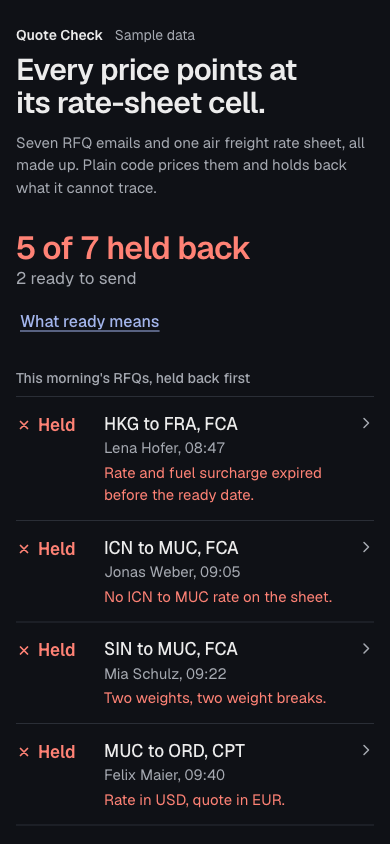 Quote Check Sample data
Every price points at
its rate-sheet cell.
Seven RFQ emails and one air freight rate sheet, all
made up. Plain code prices them and holds back
what it cannot trace.
5 of 7 held back
2 ready to send
What ready means
This morning's RFQs, held back first
× Held HKG to FRA, FCA
Lena Hofer, 08:47
Rate and fuel surcharge expired
before the ready date.
× Held ICN to MUC, FCA
Jonas Weber, 09:05
No ICN to MUC rate on the sheet.
× Held SIN to MUC, FCA
Mia Schulz, 09:22
Two weights, two weight breaks.
× Held MUC to ORD, CPT
Felix Maier, 09:40
Rate in USD, quote in EUR.